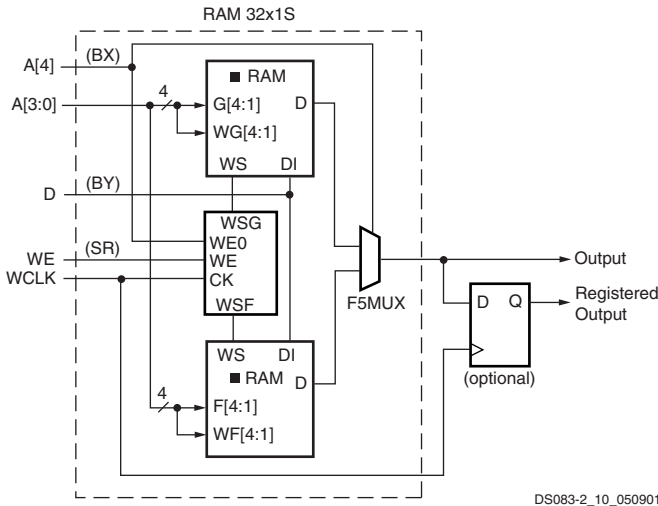 RAM 32x1S
A[4]
(BX)
A[3:0]
4
RAM
G[4:1]
D
WG[4:1]
WS
DI
D
(BY)
WSG
WE0
WE
(SR)
WE
WCLK
CK
WSF
F5MUX
Output
D
Q
Registered
Output
(optional)
WS
DI
RAM
D
4
F[4:1]
WF[4:1]
DS083-2_10_050901